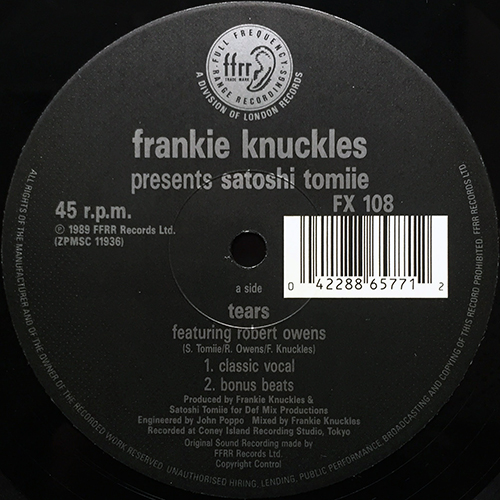 · FULL FREQUENCY ·
RANGE RECORDINGS
ffrr
TRADE MARK
A DIVISION OF LONDON RECORDS
frankie knuckles
presents satoshi tomiie
45 r.p.m.
FX 108
℗ 1989 FFRR Records Ltd.
(ZPMSC 11936)
0 42288 65771 2
a side
tears
featuring robert owens
(S. Tomiie/R. Owens/F. Knuckles)
1. classic vocal
2. bonus beats
Produced by Frankie Knuckles &
Satoshi Tomiie for Def Mix Productions
Engineered by John Poppo Mixed by Frankie Knuckles
Recorded at Coney Island Recording Studio, Tokyo
Original Sound Recording made by
FFRR Records Ltd.
Copyright Control
ALL RIGHTS OF THE MANUFACTURER AND OF THE OWNER OF THE RECORDED WORK RESERVED. UNAUTHORISED HIRING, LENDING, PUBLIC PERFORMANCE, BROADCASTING AND COPYING OF THIS RECORD PROHIBITED. FFRR RECORDS LTD.